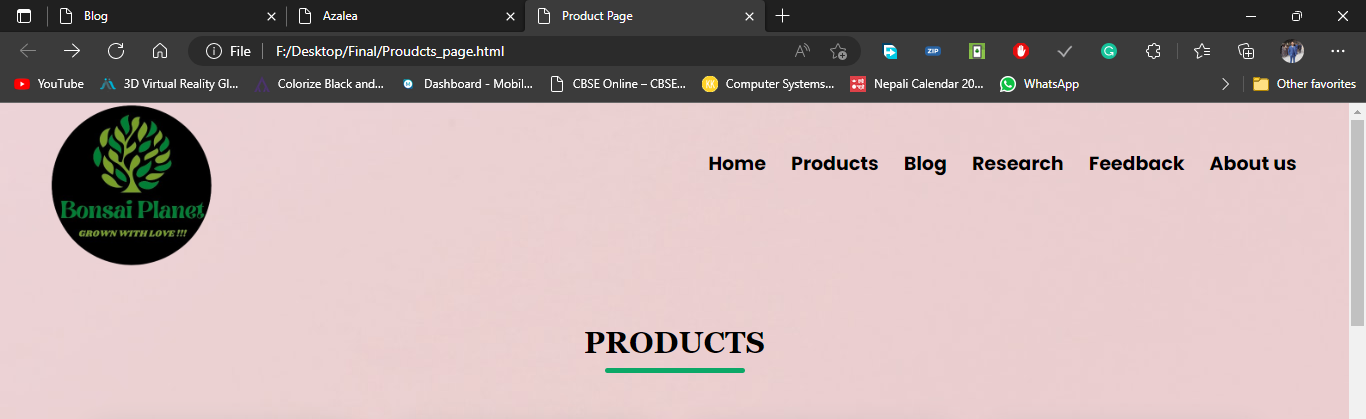 Blog
Azalea
Product Page
File
F:/Desktop/Final/Proudcts_page.html
YouTube
3D Virtual Reality Gl...
Colorize Black and...
Dashboard - Mobil...
CBSE Online – CBSE...
Computer Systems...
Nepali Calendar 20...
WhatsApp
Other favorites
Bonsai Planet
GROWN WITH LOVE !!!
Home
Products
Blog
Research
Feedback
About us
PRODUCTS